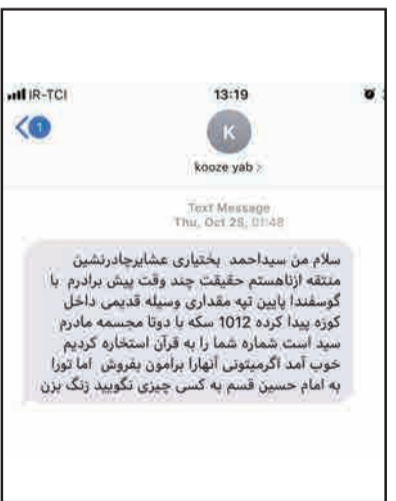 IR-TCI 13:19
1
K
kooze yab >
Text Message
Thu, Oct 28, 01:48
سلام من سیداحمد بختیاری عشایرچادرنشین
منتقه ازناهستم حقیقت چند وقت پیش برادرم با
گوسفندا پایین تپه مقداری وسیله قدیمی داخل
کوزه پیدا کرده 1012 سکه با دوتا مجسمه مادرم
سید است شماره شما را به قرآن استخاره کردیم
خوب آمد اگرمیتونی آنهارا برامون بفروش اما تورا
به امام حسین قسم به کسی چیزی نگویید زنگ بزن